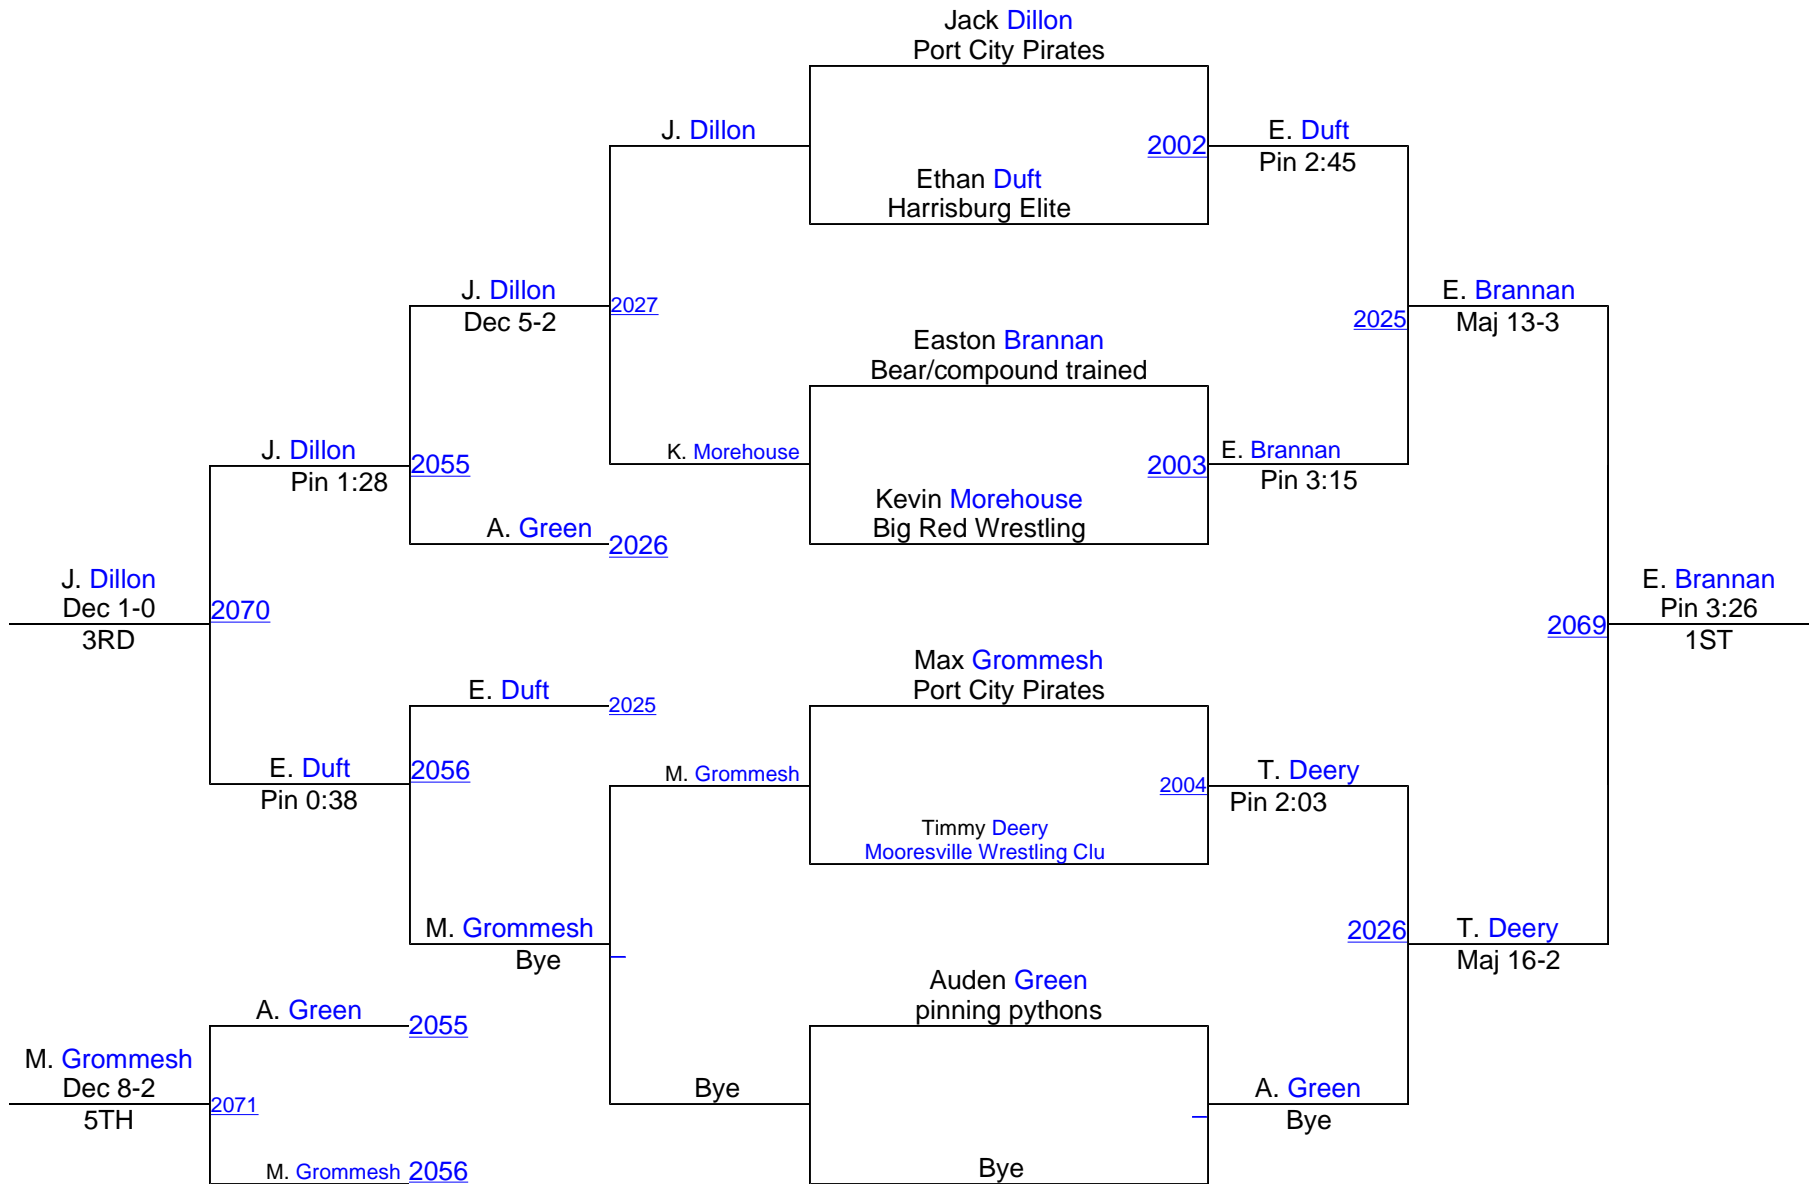 Jack Dillon
Port City Pirates
J. Dillon
2002
E. Duft
Pin 2:45
Ethan Duft
Harrisburg Elite
J. Dillon
Dec 5-2
2027
E. Brannan
Maj 13-3
2025
Easton Brannan
Bear/compound trained
J. Dillon
Pin 1:28
2055
K. Morehouse
2003
E. Brannan
Pin 3:15
Kevin Morehouse
Big Red Wrestling
A. Green
2026
J. Dillon
Dec 1-0
3RD
2070
2069
E. Brannan
Pin 3:26
1ST
Max Grommesh
Port City Pirates
E. Duft
2025
E. Duft
Pin 0:38
2056
M. Grommesh
2004
T. Deery
Pin 2:03
Timmy Deery
Mooresville Wrestling Clu
M. Grommesh
Bye
2026
T. Deery
Maj 16-2
Auden Green
pinning pythons
A. Green
2055
M. Grommesh
Dec 8-2
5TH
2071
Bye
A. Green
Bye
M. Grommesh
2056
Bye